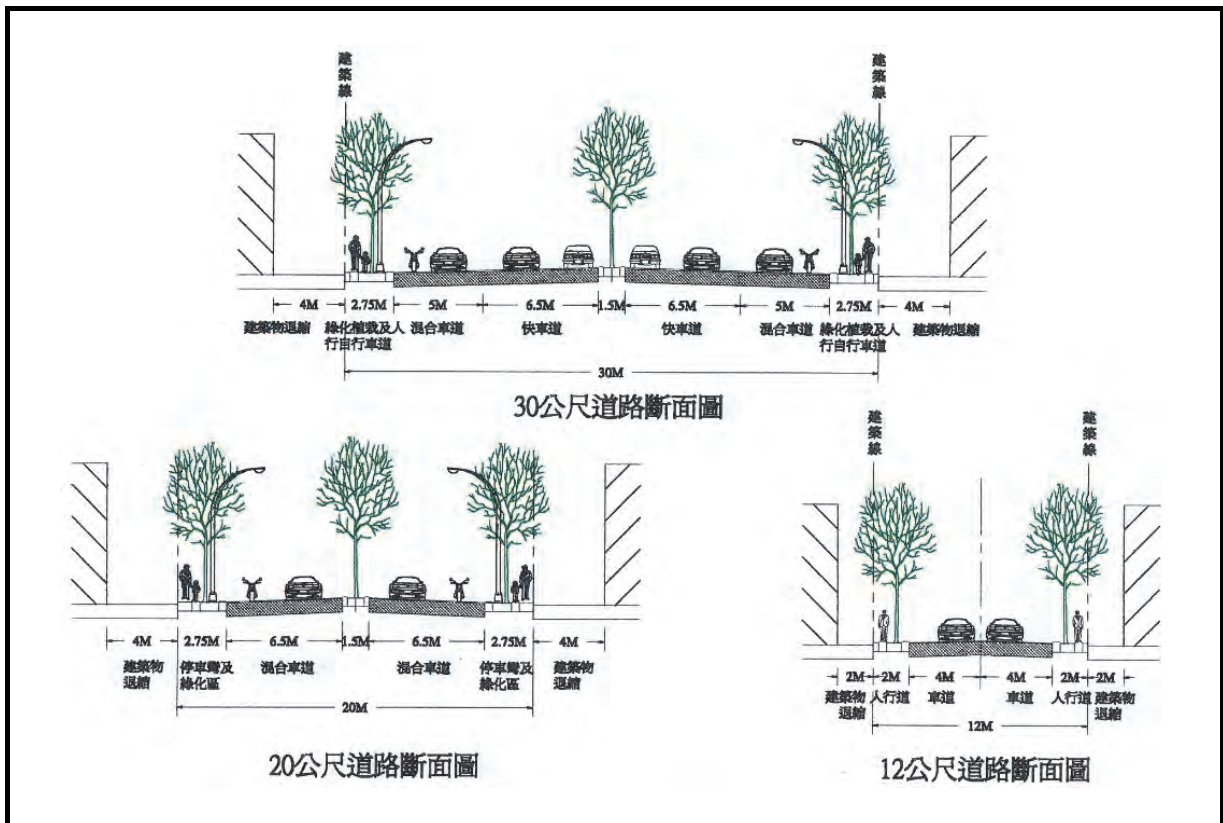 建築線
建築線
4M 2.75M 5M 6.5M 1.5M 6.5M 5M 2.75M 4M
建築物退縮 綠化植栽及人行自行車道 混合車道 快車道 快車道 混合車道 綠化植栽及人行自行車道 建築物退縮
30M
30公尺道路斷面圖
4M 2.75M 6.5M 1.5M 6.5M 2.75M 4M
建築物退縮 停車彎及綠化區 混合車道 混合車道 停車彎及綠化區 建築物退縮
20M
20公尺道路斷面圖
建築線
建築線
2M 2M 4M 4M 2M 2M
建築物退縮 人行道 車道 車道 人行道 建築物退縮
12M
12公尺道路斷面圖